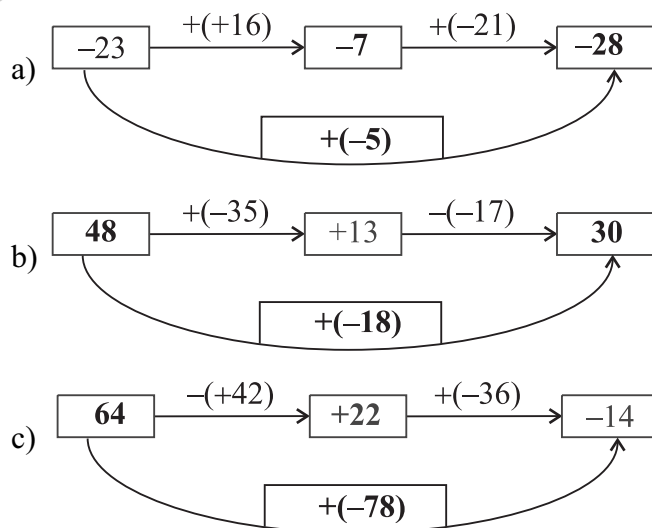 +(+16) +(–21)
a) –23 –7 –28
+(–5)
+(–35) –(–17)
b) 48 +13 30
+(–18)
–(+42) +(–36)
c) 64 +22 –14
+(–78)